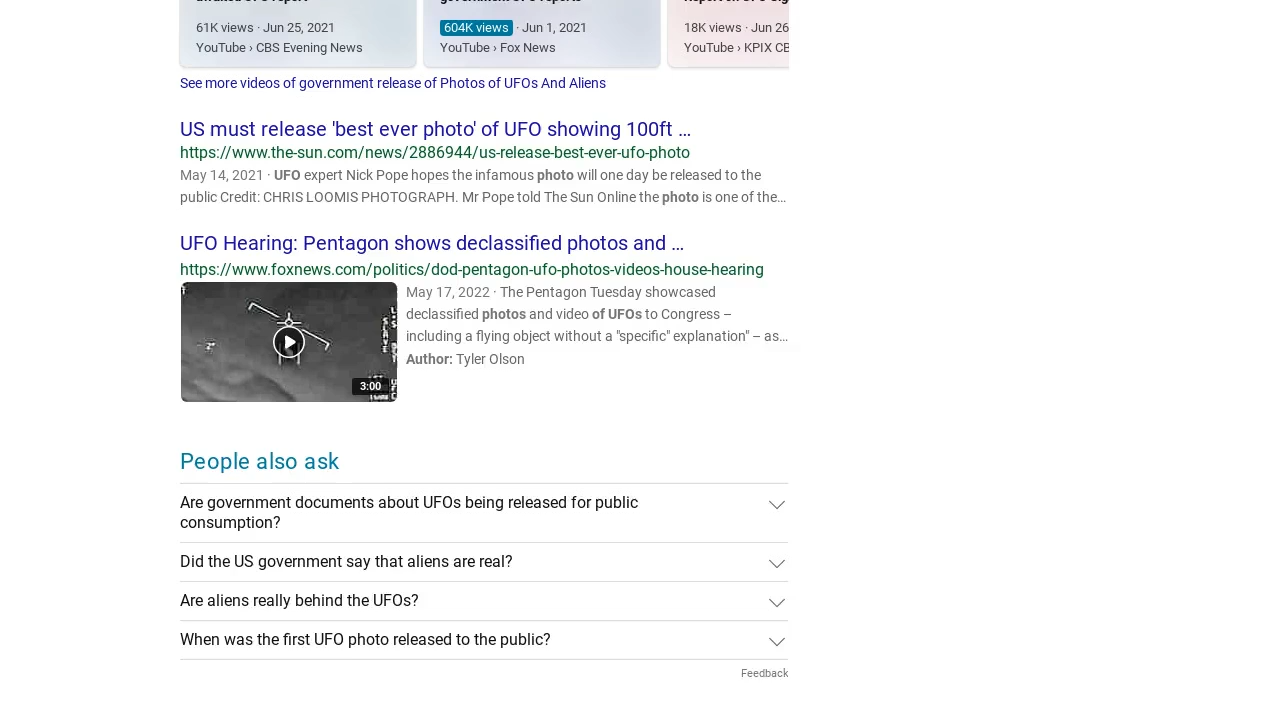 61K views · Jun 25, 2021
604K views · Jun 1, 2021
18K views · Jun 26
YouTube › CBS Evening News
YouTube › Fox News
YouTube › KPIX CB
See more videos of government release of Photos of UFOs And Aliens
US must release 'best ever photo' of UFO showing 100ft ...
https://www.the-sun.com/news/2886944/us-release-best-ever-ufo-photo
May 14, 2021 · UFO expert Nick Pope hopes the infamous photo will one day be released to the
public Credit: CHRIS LOOMIS PHOTOGRAPH. Mr Pope told The Sun Online the photo is one of the…
UFO Hearing: Pentagon shows declassified photos and ...
https://www.foxnews.com/politics/dod-pentagon-ufo-photos-videos-house-hearing
May 17, 2022 · The Pentagon Tuesday showcased
declassified photos and video of UFOs to Congress –
including a flying object without a "specific" explanation" – as…
Author: Tyler Olson
3:00
People also ask
Are government documents about UFOs being released for public
consumption?
Did the US government say that aliens are real?
Are aliens really behind the UFOs?
When was the first UFO photo released to the public?
Feedback